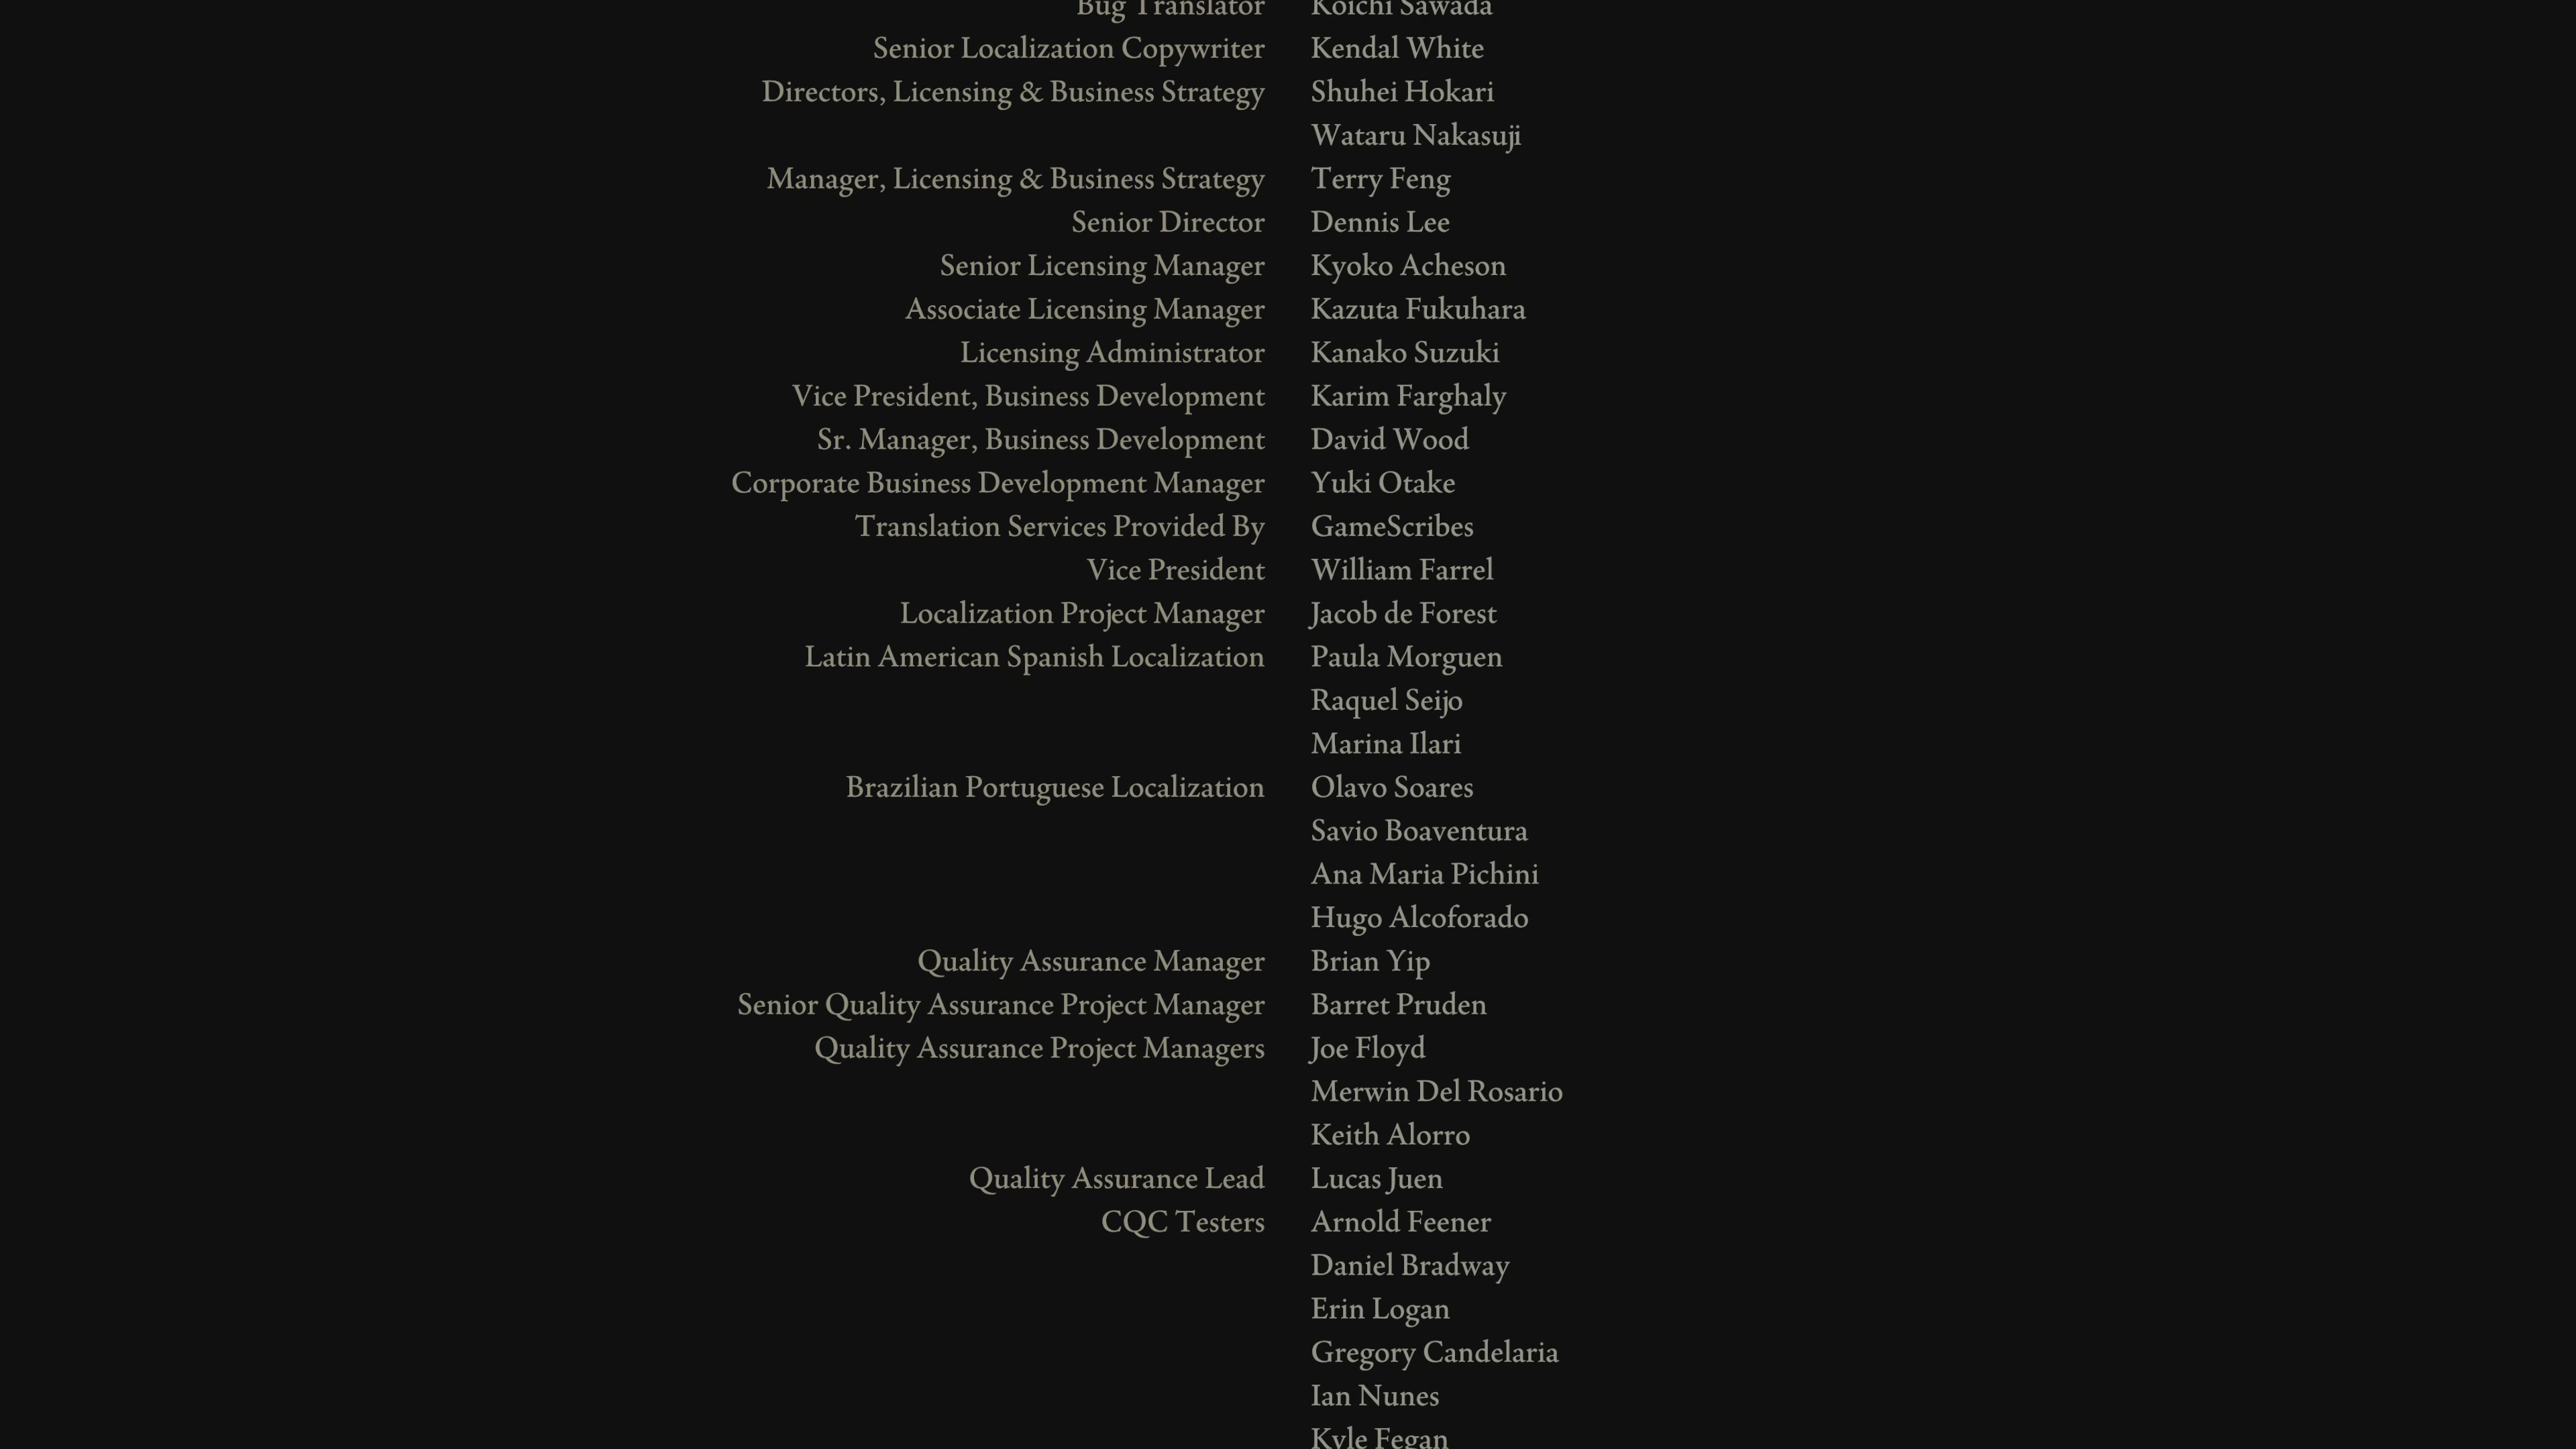 Bug Translator Koichi Sawada
Senior Localization Copywriter Kendal White
Directors, Licensing & Business Strategy Shuhei Hokari
Wataru Nakasuji
Manager, Licensing & Business Strategy Terry Feng
Senior Director Dennis Lee
Senior Licensing Manager Kyoko Acheson
Associate Licensing Manager Kazuta Fukuhara
Licensing Administrator Kanako Suzuki
Vice President, Business Development Karim Farghaly
Sr. Manager, Business Development David Wood
Corporate Business Development Manager Yuki Otake
Translation Services Provided By GameScribes
Vice President William Farrel
Localization Project Manager Jacob de Forest
Latin American Spanish Localization Paula Morguen
Raquel Seijo
Marina Ilari
Brazilian Portuguese Localization Olavo Soares
Savio Boaventura
Ana Maria Pichini
Hugo Alcoforado
Quality Assurance Manager Brian Yip
Senior Quality Assurance Project Manager Barret Pruden
Quality Assurance Project Managers Joe Floyd
Merwin Del Rosario
Keith Alorro
Quality Assurance Lead Lucas Juen
CQC Testers Arnold Feener
Daniel Bradway
Erin Logan
Gregory Candelaria
Ian Nunes
Kyle Fegan